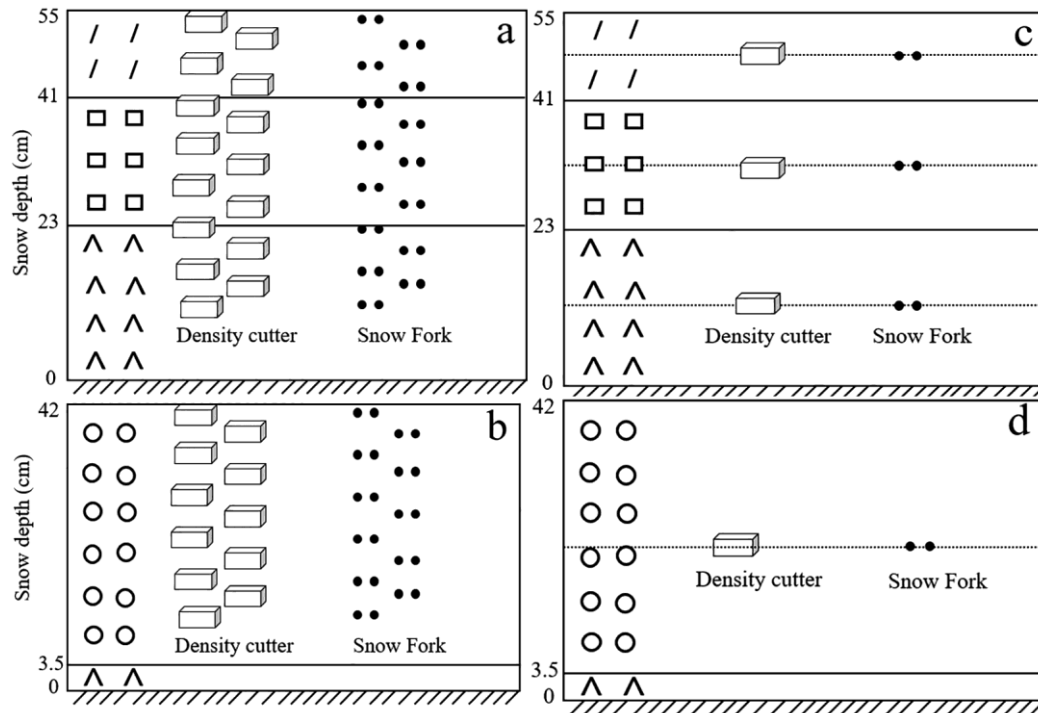 55
a
41
23
0
Snow depth (cm)
Density cutter
Snow Fork
55
c
41
23
0
Density cutter
Snow Fork
42
b
3.5
0
Snow depth (cm)
Density cutter
Snow Fork
42
d
3.5
0
Density cutter
Snow Fork